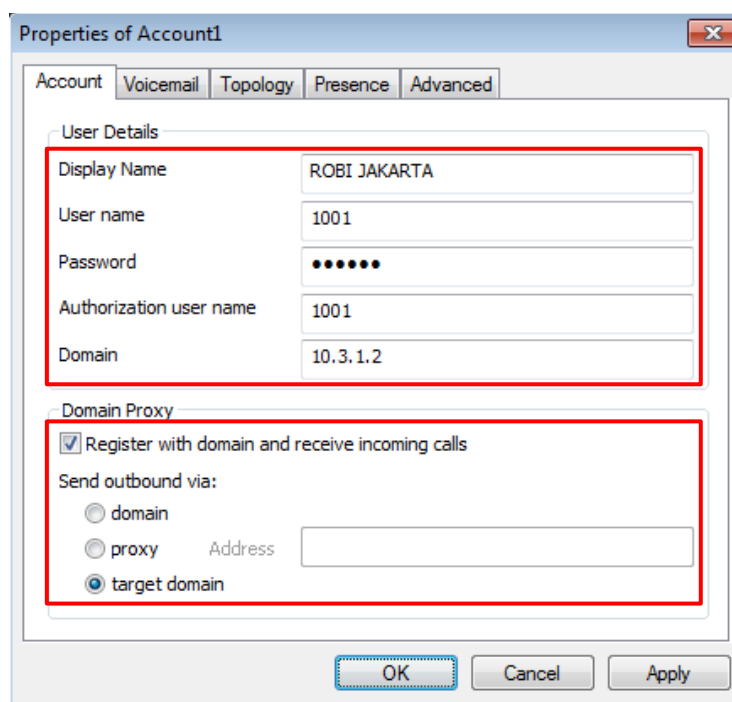 Properties of Account1
Account Voicemail Topology Presence Advanced
User Details
Display Name ROBI JAKARTA
User name 1001
Password ●●●●●●
Authorization user name 1001
Domain 10.3.1.2
Domain Proxy
Register with domain and receive incoming calls
Send outbound via:
domain
proxy Address
target domain
OK Cancel Apply